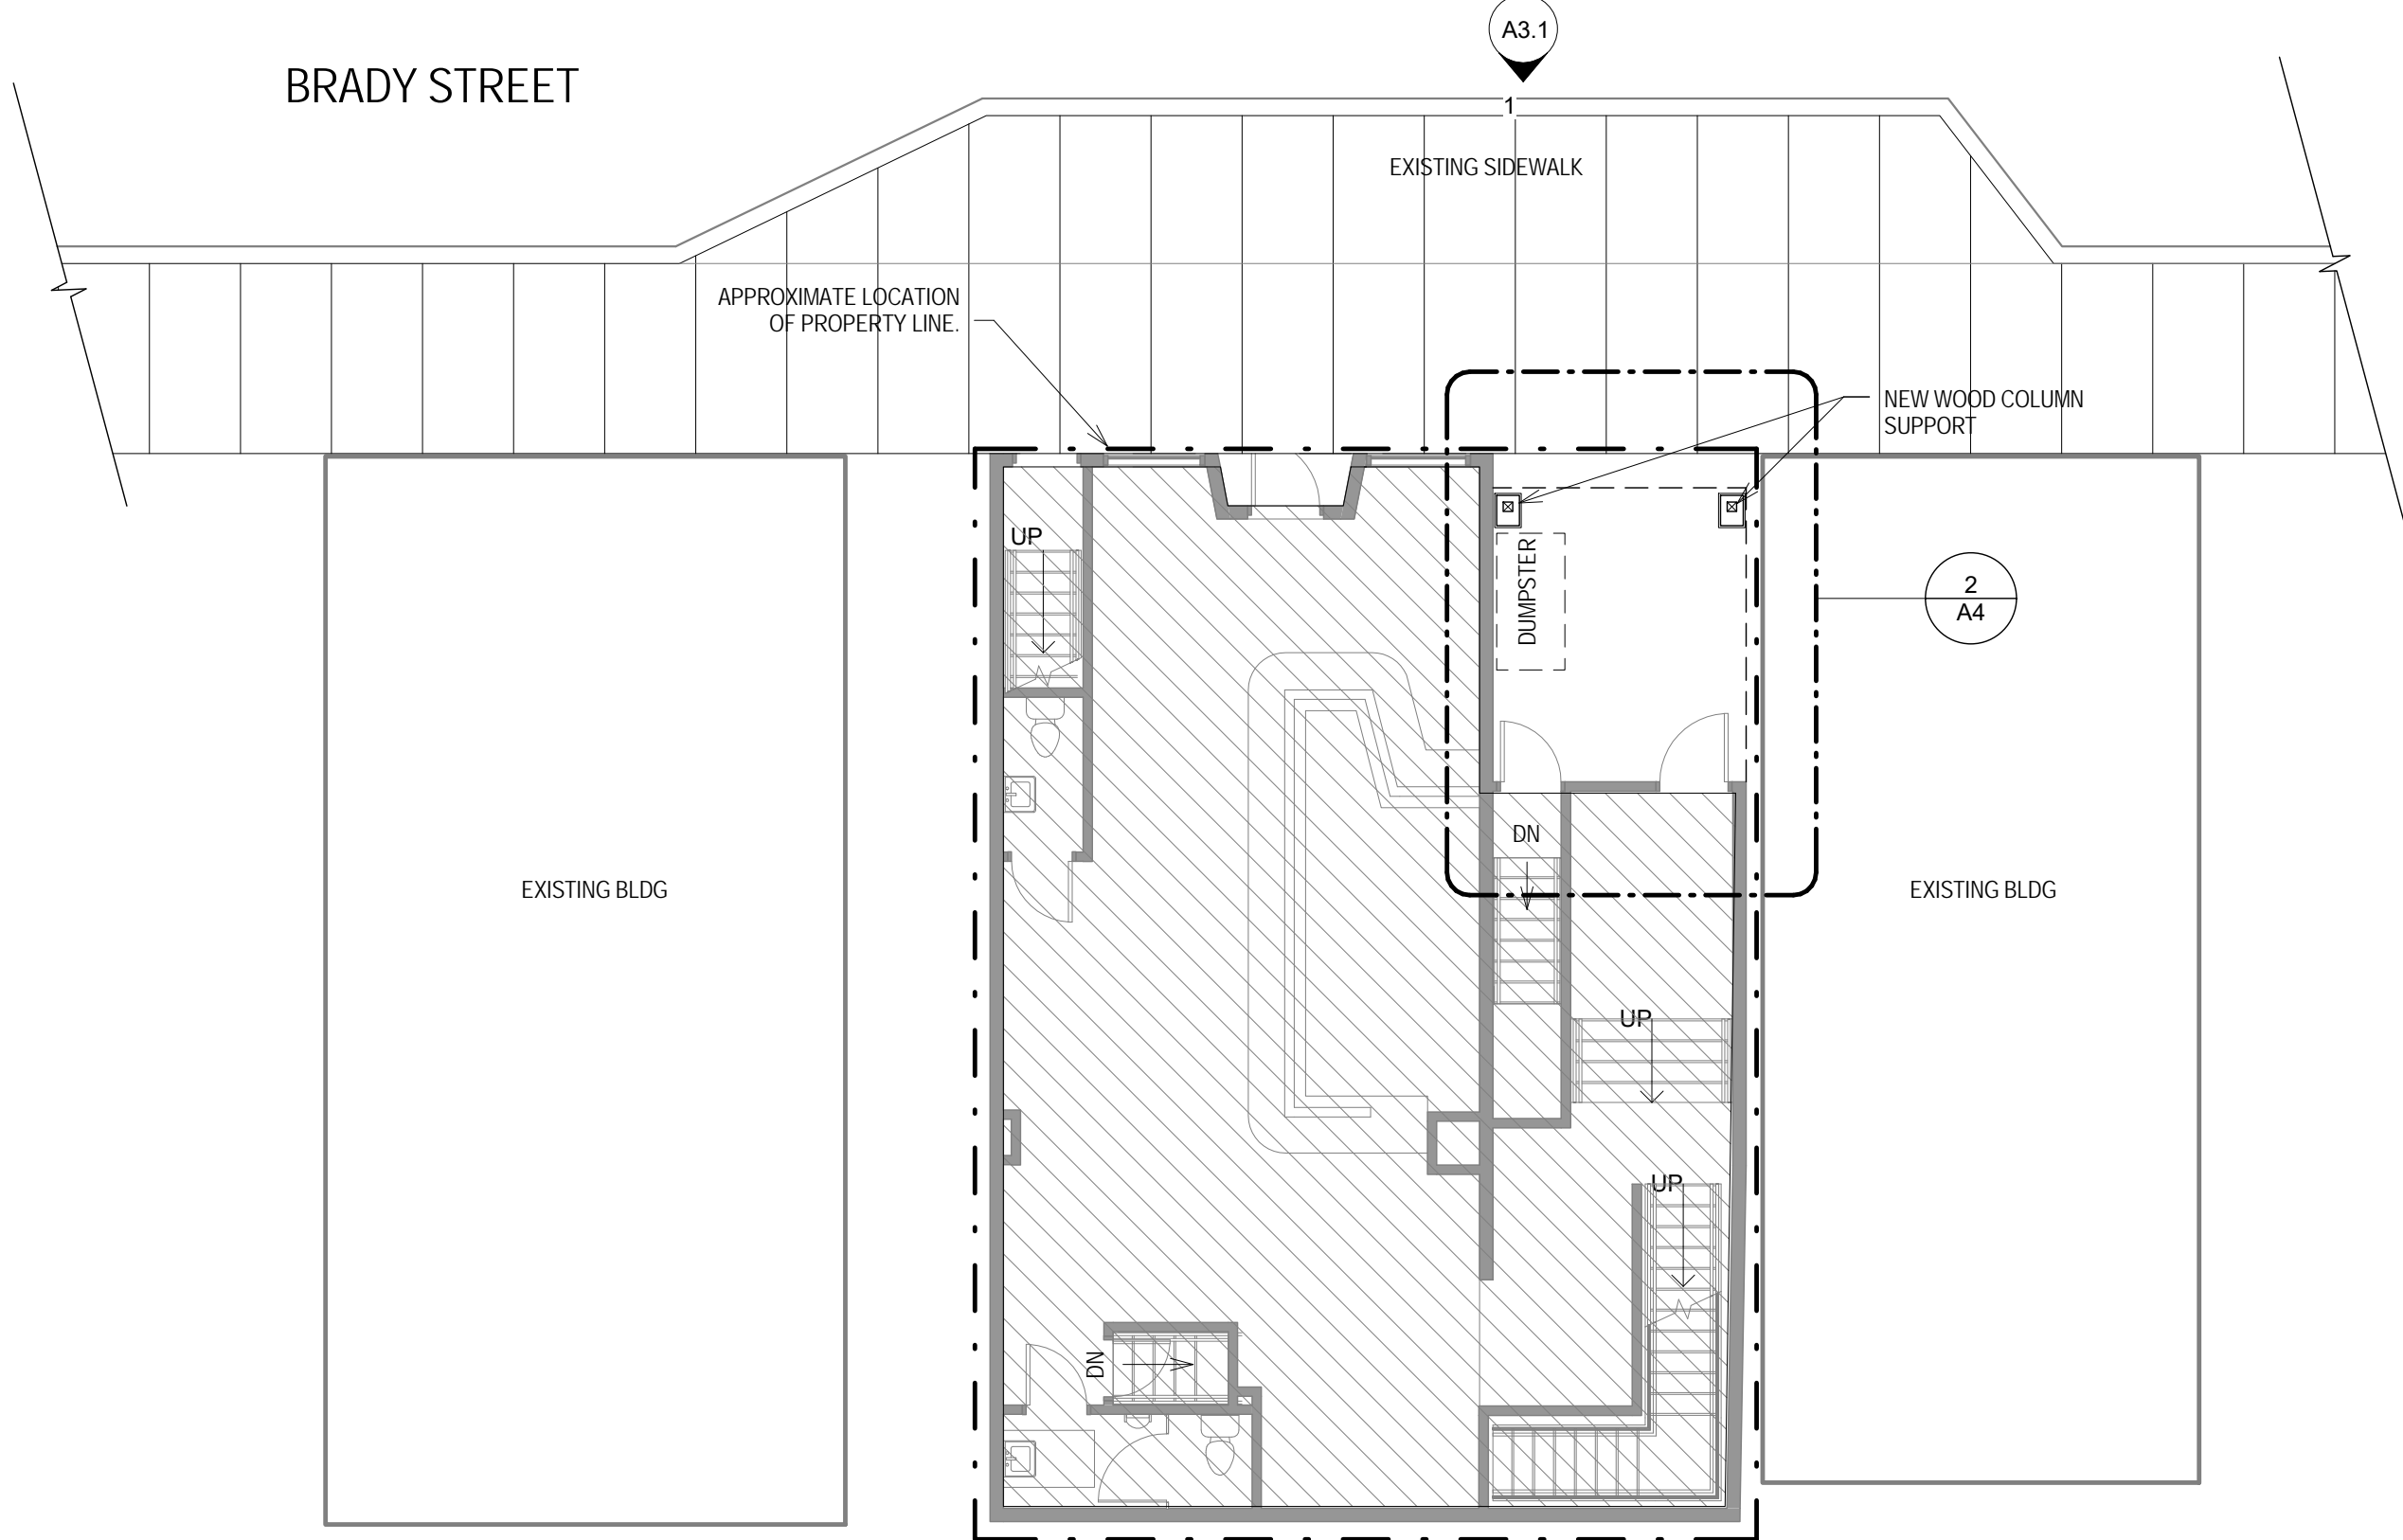 A3.1
1
BRADY STREET
EXISTING SIDEWALK
APPROXIMATE LOCATION
OF PROPERTY LINE.
NEW WOOD COLUMN
SUPPORT
UP
DUMPSTER
2
A4
DN
EXISTING BLDG
EXISTING BLDG
UP
UP
DN